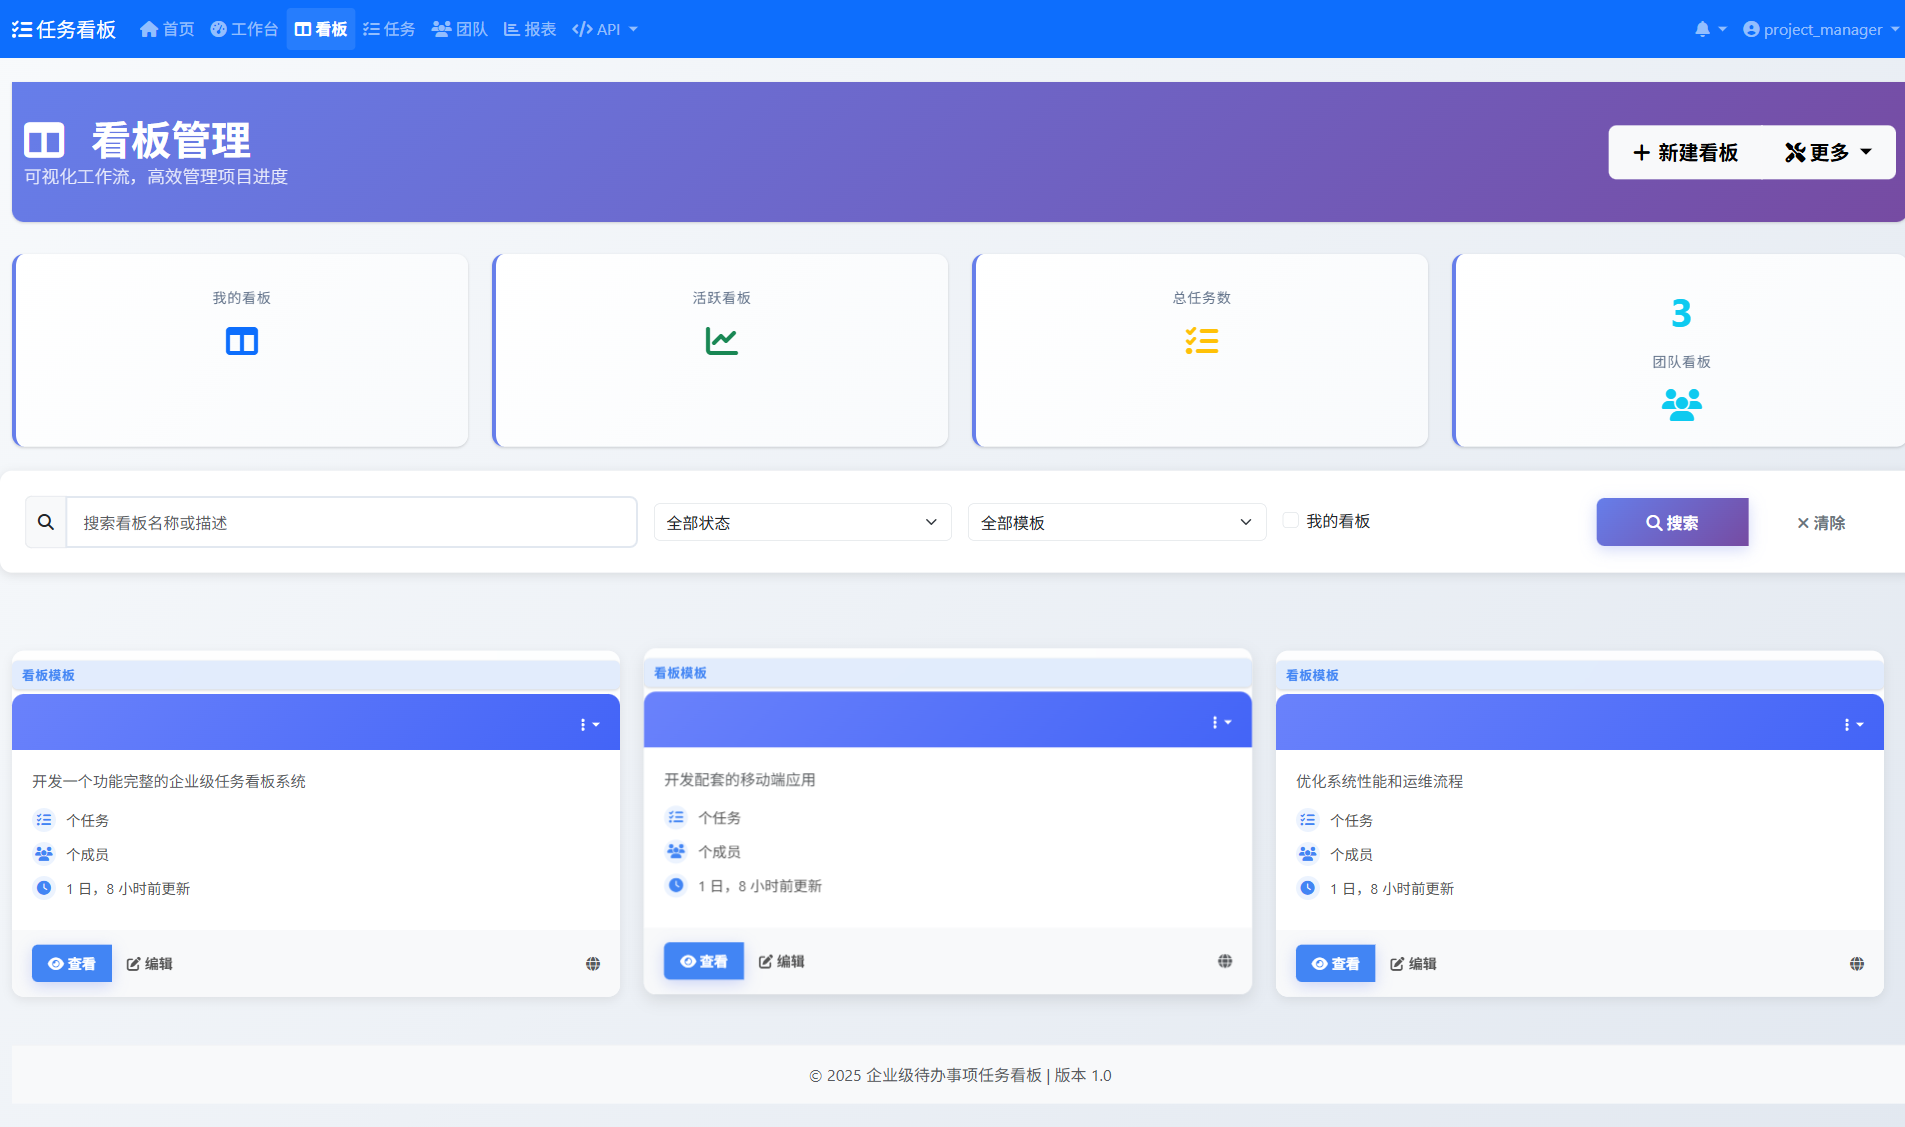 任务看板 首页 工作台 看板 任务 团队 报表 API project_manager
看板管理
可视化工作流，高效管理项目进度
新建看板 更多
我的看板
活跃看板
总任务数
3
团队看板
搜索看板名称或描述 全部状态 全部模板 我的看板 搜索 清除
看板模板
开发一个功能完整的企业级任务看板系统
个任务
个成员
1 日，8 小时前更新
查看 编辑
看板模板
开发配套的移动端应用
个任务
个成员
1 日，8 小时前更新
查看 编辑
看板模板
优化系统性能和运维流程
个任务
个成员
1 日，8 小时前更新
查看 编辑
© 2025 企业级待办事项任务看板 | 版本 1.0